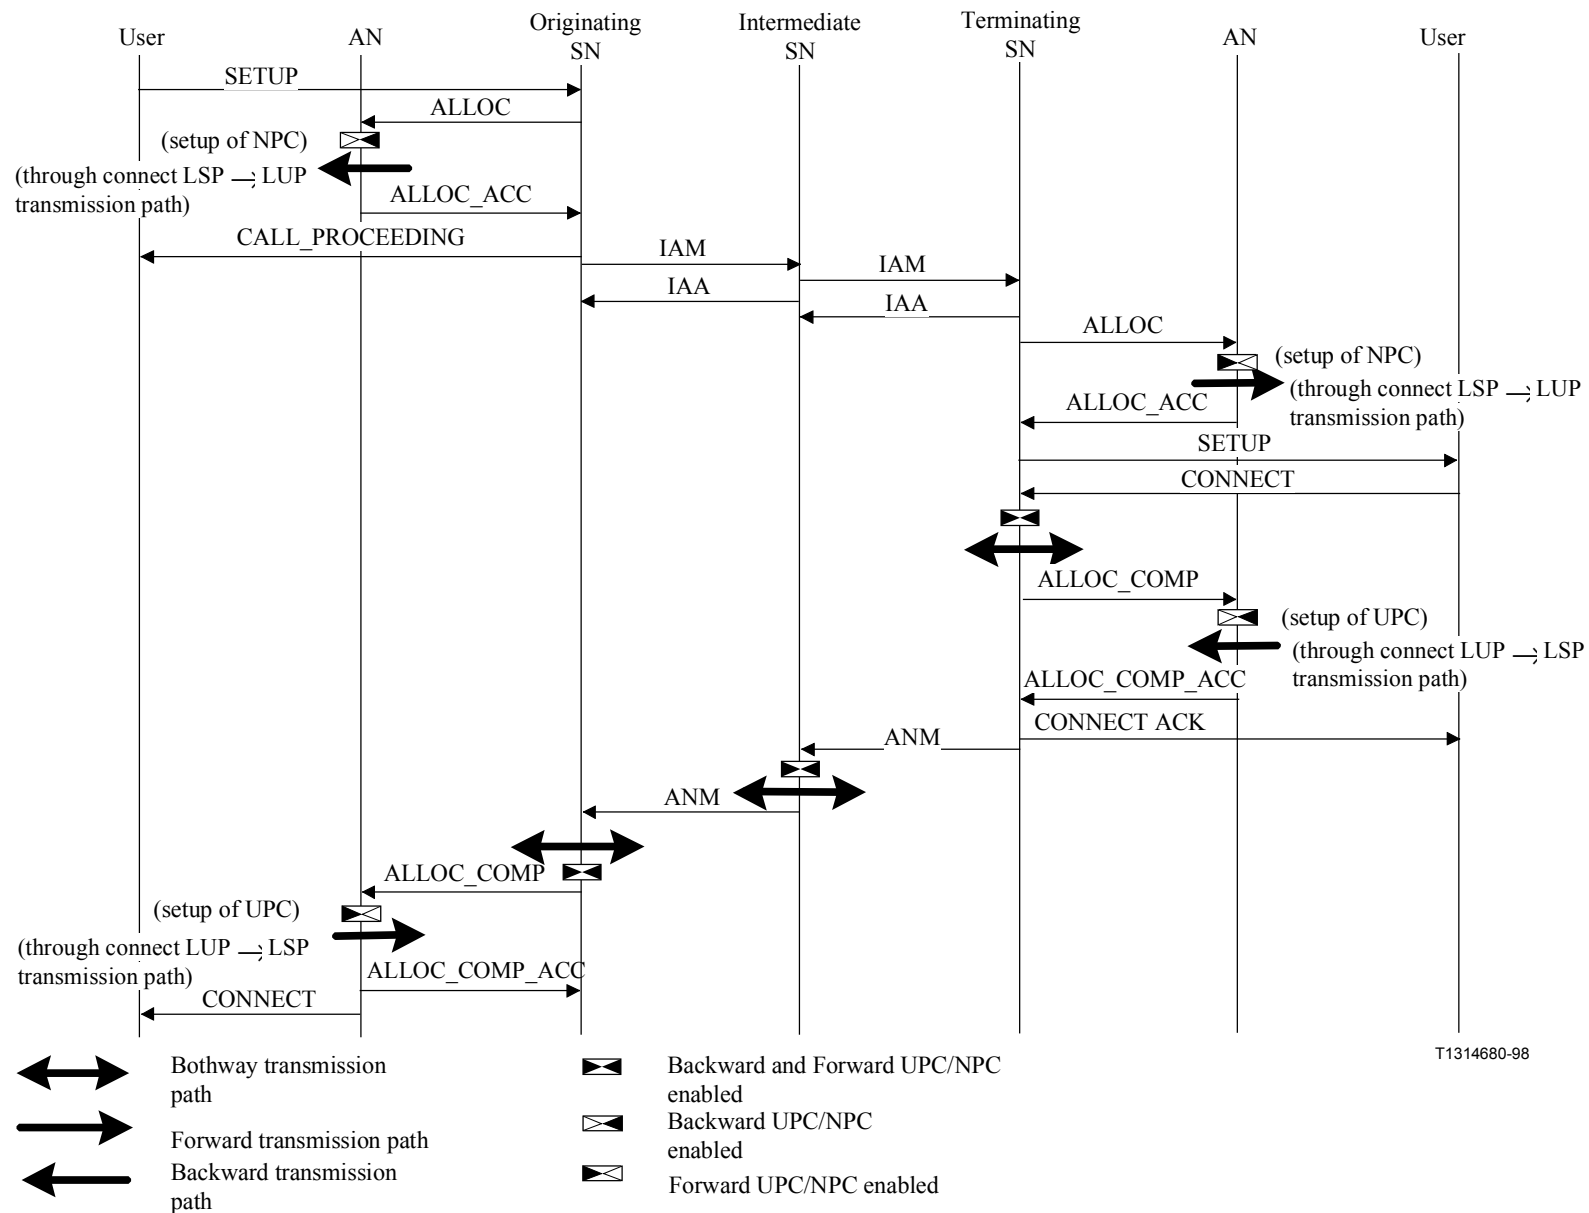 User
AN
Originating
SN
Intermediate
SN
Terminating
SN
AN
User
SETUP
ALLOC
(setup of NPC)
(through connect LSP → LUP
transmission path)
ALLOC_ACC
CALL_PROCEEDING
IAM
IAM
IAA
IAA
ALLOC
(setup of NPC)
(through connect LSP → LUP
transmission path)
ALLOC_ACC
SETUP
CONNECT
ALLOC_COMP
(setup of UPC)
(through connect LUP → LSP
transmission path)
ALLOC_COMP_ACC
CONNECT ACK
ANM
ANM
ALLOC_COMP
(setup of UPC)
(through connect LUP → LSP
transmission path)
ALLOC_COMP_ACC
CONNECT
T1314680-98
Bothway transmission
path
Forward transmission path
Backward transmission
path
Backward and Forward UPC/NPC
enabled
Backward UPC/NPC
enabled
Forward UPC/NPC enabled